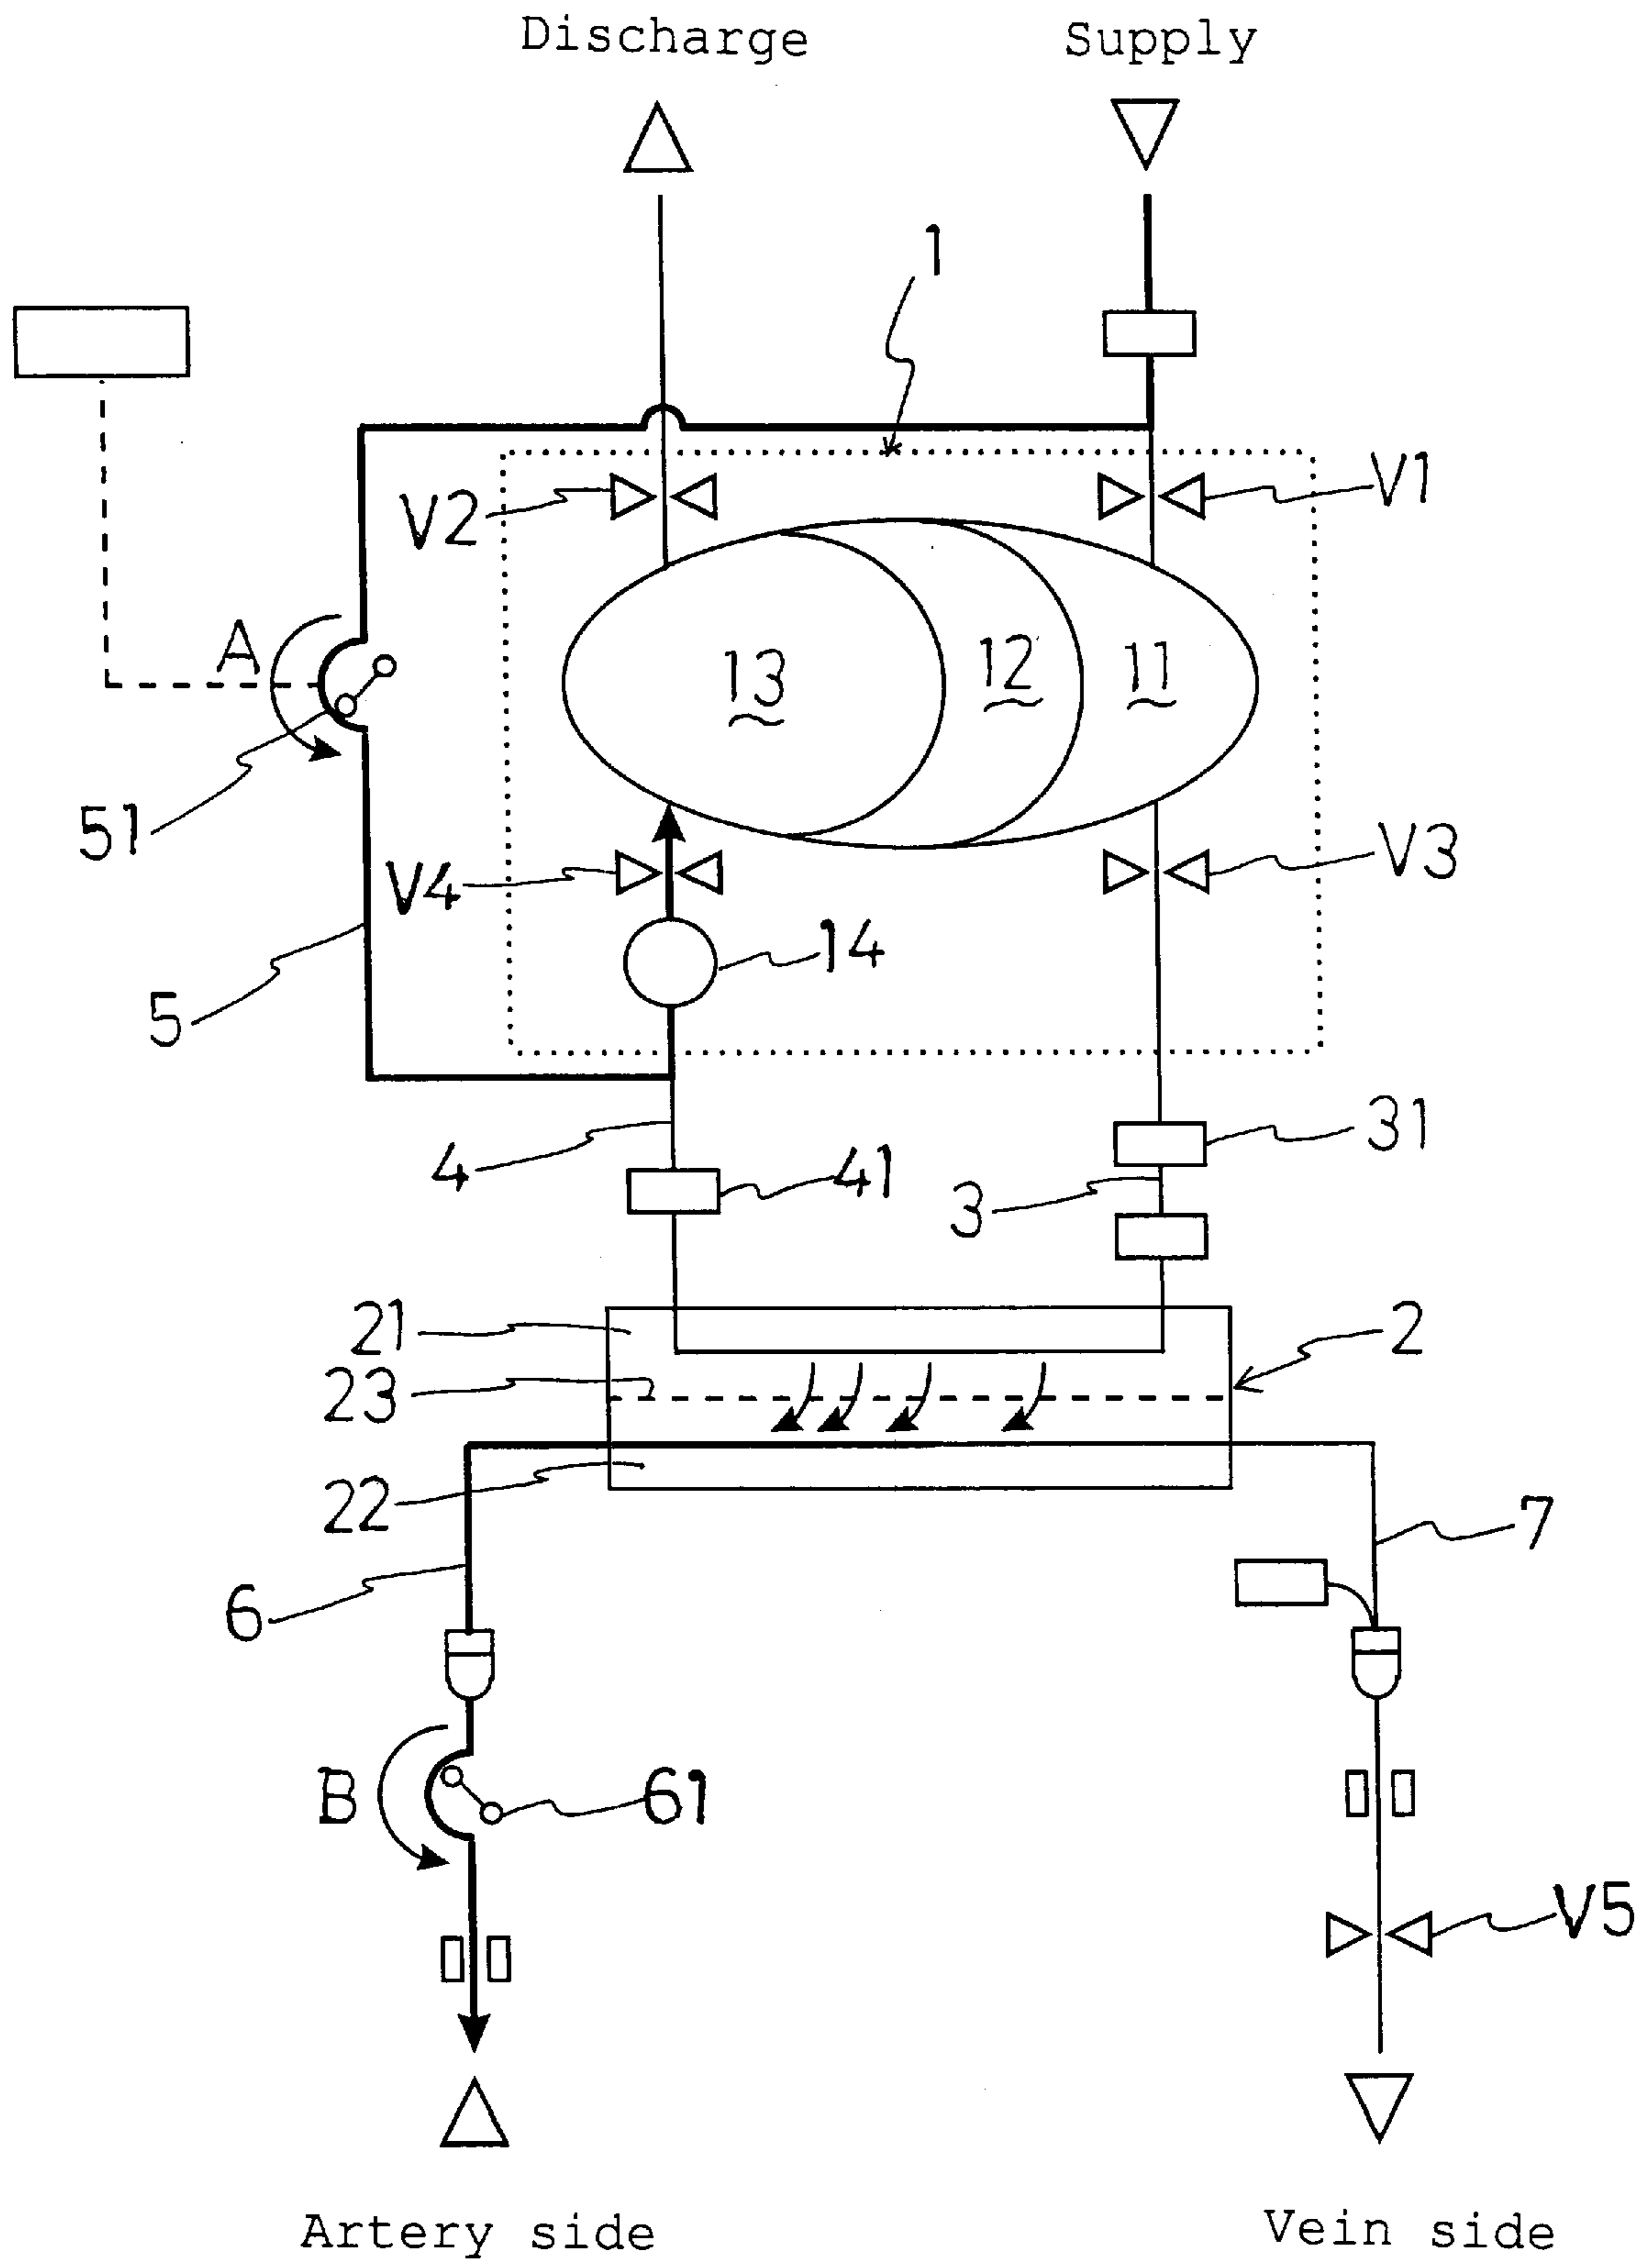 Discharge Supply
1
V2 V1
A
13 12 11
51
V4 V3
14
5
31
4 41
3
21 2
23
22
7
6
B 61
V5
Artery side Vein side